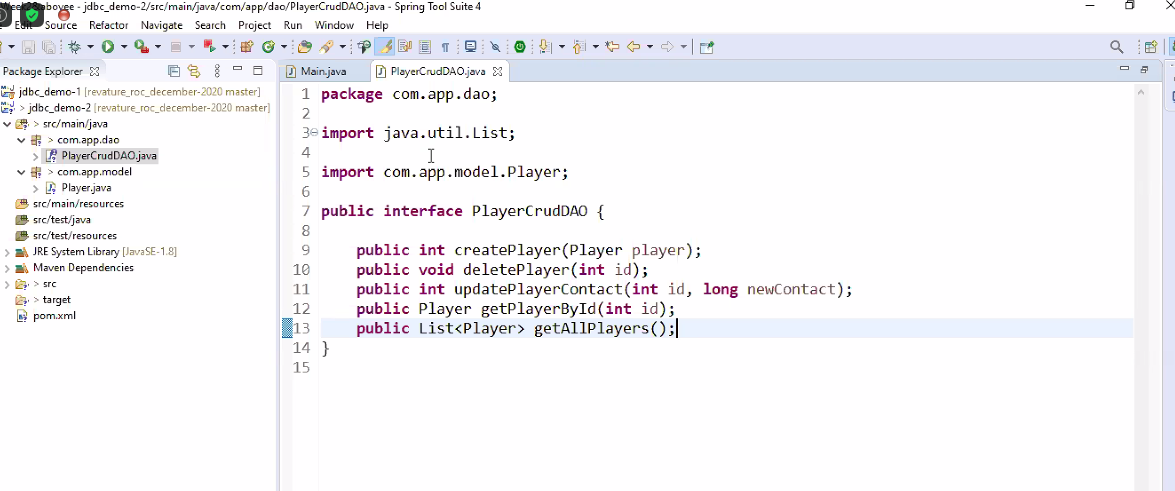 - jdbc_demo-2/src/main/java/com/app/dao/PlayerCrudDAO.java - Spring Tool Suite 4
Edit Source Refactor Navigate Search Project Run Window Help
Package Explorer
Main.java
PlayerCrudDAO.java
jdbc_demo-1 [revature_roc_december-2020 master]
> jdbc_demo-2 [revature_roc_december-2020 master]
> src/main/java
> com.app.dao
PlayerCrudDAO.java
> com.app.model
Player.java
src/main/resources
src/test/java
src/test/resources
JRE System Library [JavaSE-1.8]
Maven Dependencies
> src
> target
pom.xml
1 package com.app.dao;
2
3 import java.util.List;
4
5 import com.app.model.Player;
6
7 public interface PlayerCrudDAO {
8
9 public int createPlayer(Player player);
10 public void deletePlayer(int id);
11 public int updatePlayerContact(int id, long newContact);
12 public Player getPlayerById(int id);
13 public List<Player> getAllPlayers();
14 }
15